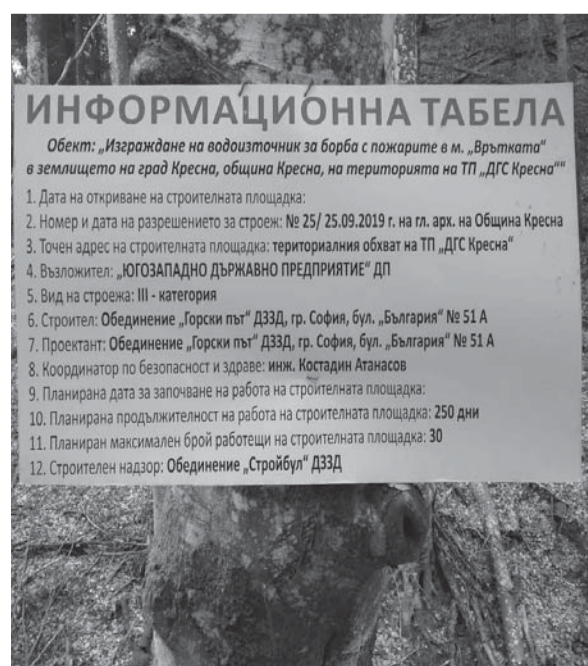 ИНФОРМАЦИОННА ТАБЕЛА
Обект: „Изграждане на водоизточник за борба с пожарите в м. „Врътката“
в землището на град Кресна, община Кресна, на територията на ТП „ДГС Кресна““
1. Дата на откриване на строителната площадка:
2. Номер и дата на разрешението за строеж: № 25/ 25.09.2019 г. на гл. арх. на Община Кресна
3. Точен адрес на строителната площадка: териториалния обхват на ТП „ДГС Кресна“
4. Възложител: „ЮГОЗАПАДНО ДЪРЖАВНО ПРЕДПРИЯТИЕ“ ДП
5. Вид на строежа: III - категория
6. Строител: Обединение „Горски път“ ДЗЗД, гр. София, бул. „България“ № 51 А
7. Проектант: Обединение „Горски път“ ДЗЗД, гр. София, бул. „България“ № 51 А
8. Координатор по безопасност и здраве: инж. Костадин Атанасов
9. Планирана дата за започване на работа на строителната площадка:
10. Планирана продължителност на работа на строителната площадка: 250 дни
11. Планиран максимален брой работещи на строителната площадка: 30
12. Строителен надзор: Обединение „Стройбул“ ДЗЗД